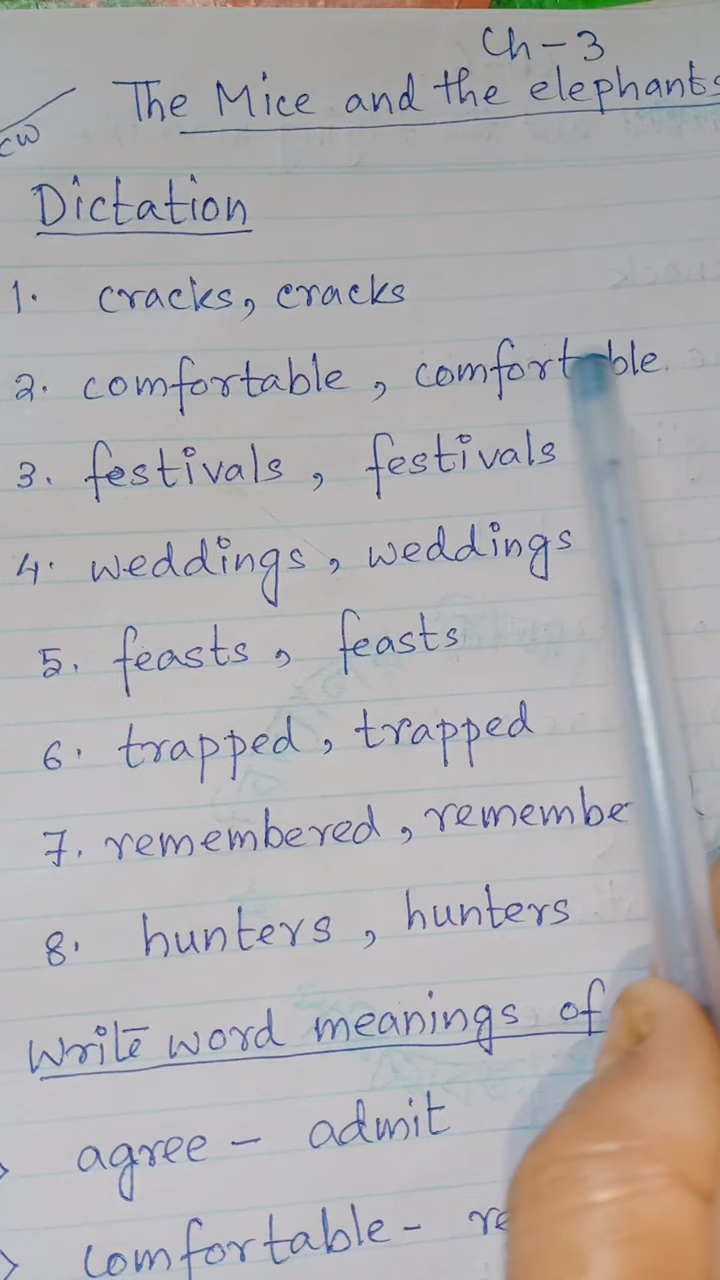 Ch - 3
The Mice and the elephants
CW
Dictation
1. cracks, cracks
2. comfortable, comfortable
3. festivals, festivals
4. weddings, weddings
5. feasts, feasts
6. trapped, trapped
7. remembered, remembe
8. hunters, hunters
Write word meanings of
agree - admit
comfortable - re